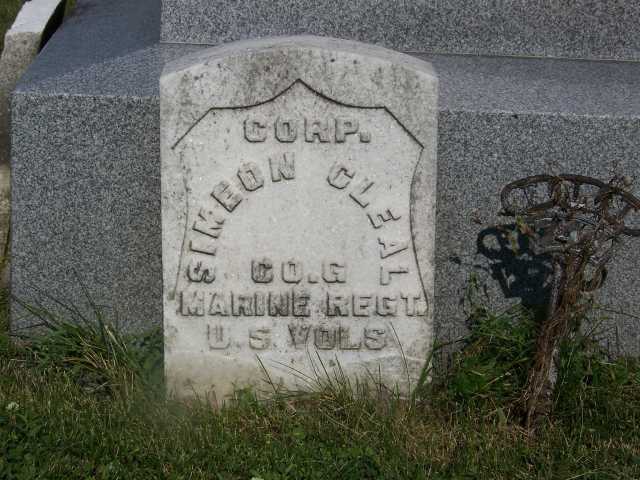 CORP.
SIMEON CLEAL
CO. G
MARINE REGT.
U. S. VOLS